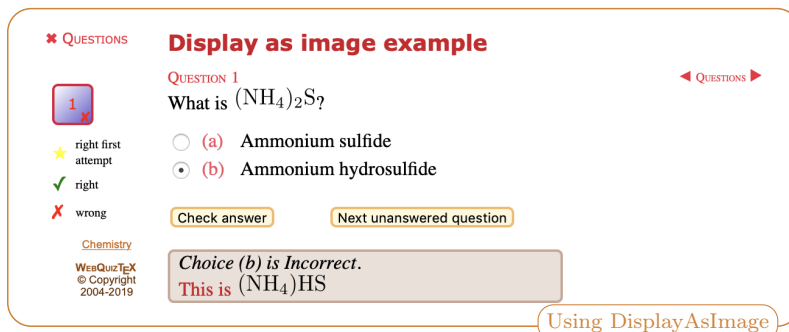 ✖ QUESTIONS
Display as image example
QUESTION 1
◀ QUESTIONS ▶
What is (NH₄)₂S?
1
✘
(a) Ammonium sulfide
(b) Ammonium hydrosulfide
★ right first
attempt
✔ right
✘ wrong
Check answer
Next unanswered question
Chemistry
WEBQUIZTEX
© Copyright
2004-2019
Choice (b) is Incorrect.
This is (NH₄)HS
Using DisplayAsImage